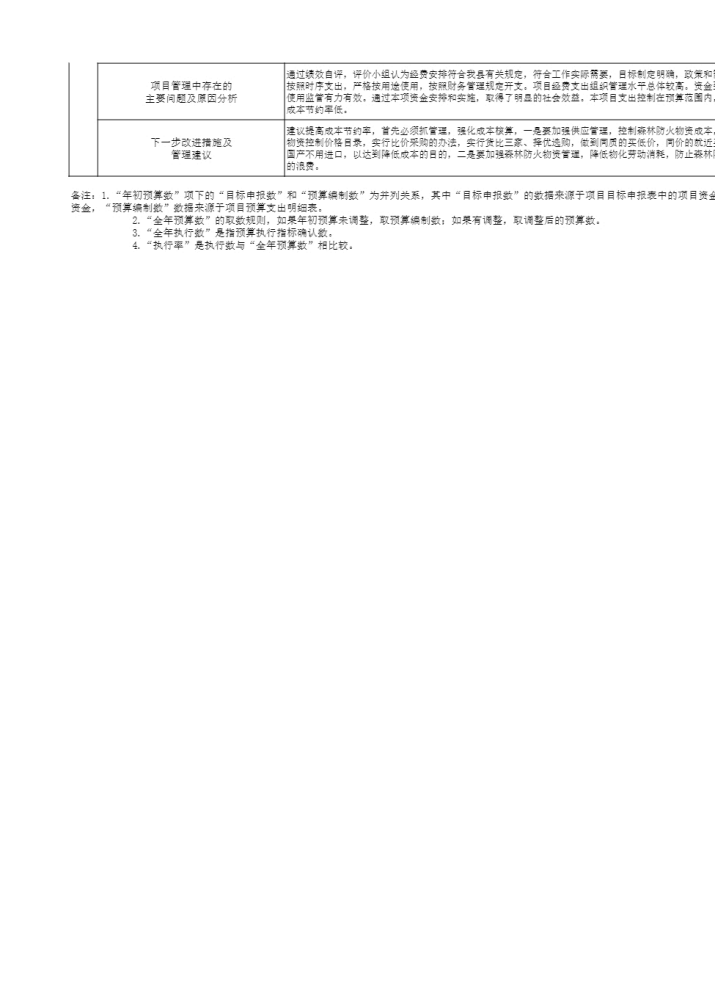 项目管理中存在的
主要问题及原因分析
通过绩效自评，评价小组认为经费安排符合我县有关规定，符合工作实际需要，目标制定明确，政策和
按照时序支出，严格按用途使用，按照财务管理规定开支。项目经费支出组织管理水平总体较高，资金
使用监管有力有效。通过本项资金安排和实施，取得了明显的社会效益，本项目支出控制在预算范围内，
成本节约率低。
下一步改进措施及
管理建议
建议提高成本节约率，首先必须抓管理，强化成本核算，一是要加强供应管理，控制森林防火物资成本，
物资控制价格目录，实行比价采购的办法，实行货比三家、择优选购，做到同质的买低价，同价的就近
国产不用进口，以达到降低成本的目的，二是要加强森林防火物资管理，降低物化劳动消耗，防止森林
的浪费。
备注：1.“年初预算数”项下的“目标申报数”和“预算编制数”为并列关系，其中“目标申报数”的数据来源于项目目标申报表中的项目资金
资金，“预算编制数”数据来源于项目预算支出明细表。
2.“全年预算数”的取数规则，如果年初预算未调整，取预算编制数；如果有调整，取调整后的预算数。
3.“全年执行数”是指预算执行指标确认数。
4.“执行率”是执行数与“全年预算数”相比较。